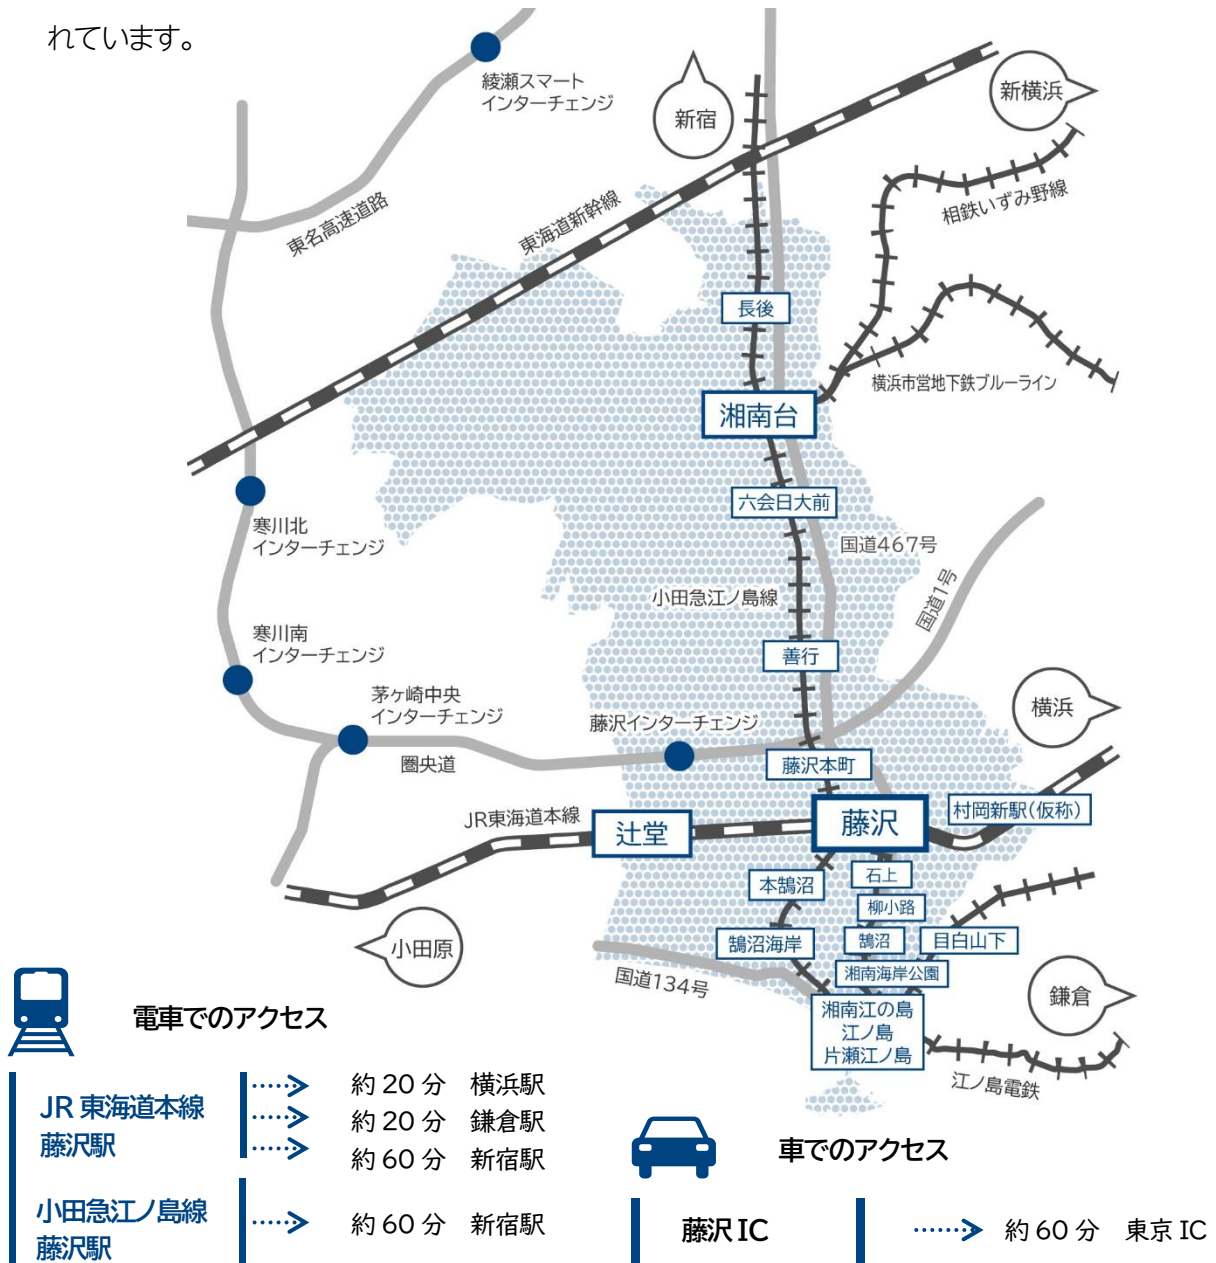 れています。
綾瀬スマート
インターチェンジ
新宿
新横浜
東名高速道路
東海道新幹線
相鉄いずみ野線
長後
横浜市営地下鉄ブルーライン
湘南台
六会日大前
寒川北
インターチェンジ
国道467号
国道1号
小田急江ノ島線
寒川南
インターチェンジ
善行
茅ヶ崎中央
インターチェンジ
藤沢インターチェンジ
横浜
圏央道
藤沢本町
JR東海道本線
辻堂
藤沢
村岡新駅(仮称)
本鵠沼
石上
柳小路
小田原
鵠沼海岸
鵠沼
目白山下
湘南海岸公園
国道134号
鎌倉
湘南江の島
江ノ島
片瀬江ノ島
江ノ島電鉄
電車でのアクセス
JR 東海道本線
藤沢駅
約 20 分 横浜駅
約 20 分 鎌倉駅
約 60 分 新宿駅
小田急江ノ島線
藤沢駅
約 60 分 新宿駅
車でのアクセス
藤沢 IC
約 60 分 東京 IC